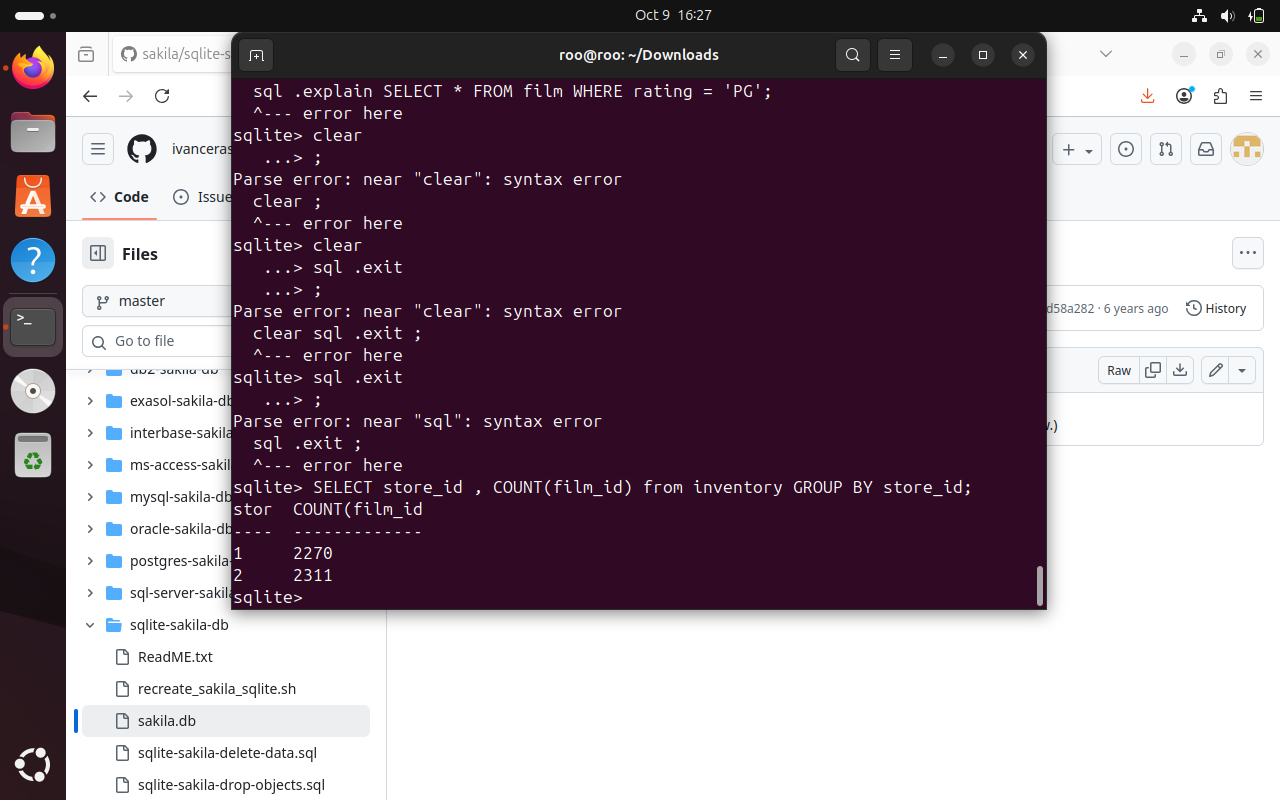 Oct 9 16:27
sakila/sqlite-s
roo@roo: ~/Downloads
ivanceras
Code
Issue
Files
master
Go to file
db2-sakila-db
exasol-sakila-db
interbase-sakila
ms-access-sakil
mysql-sakila-db
oracle-sakila-db
postgres-sakila
sql-server-sakila
sqlite-sakila-db
ReadME.txt
recreate_sakila_sqlite.sh
sakila.db
sqlite-sakila-delete-data.sql
sqlite-sakila-drop-objects.sql
sql .explain SELECT * FROM film WHERE rating = 'PG';
^--- error here
sqlite> clear
...> ;
Parse error: near "clear": syntax error
clear ;
^--- error here
sqlite> clear
...> sql .exit
...> ;
Parse error: near "clear": syntax error
clear sql .exit ;
^--- error here
sqlite> sql .exit
...> ;
Parse error: near "sql": syntax error
sql .exit ;
^--- error here
sqlite> SELECT store_id , COUNT(film_id) from inventory GROUP BY store_id;
stor  COUNT(film_id
----  -------------
1     2270
2     2311
sqlite>
d58a282 · 6 years ago
History
Raw
w.)